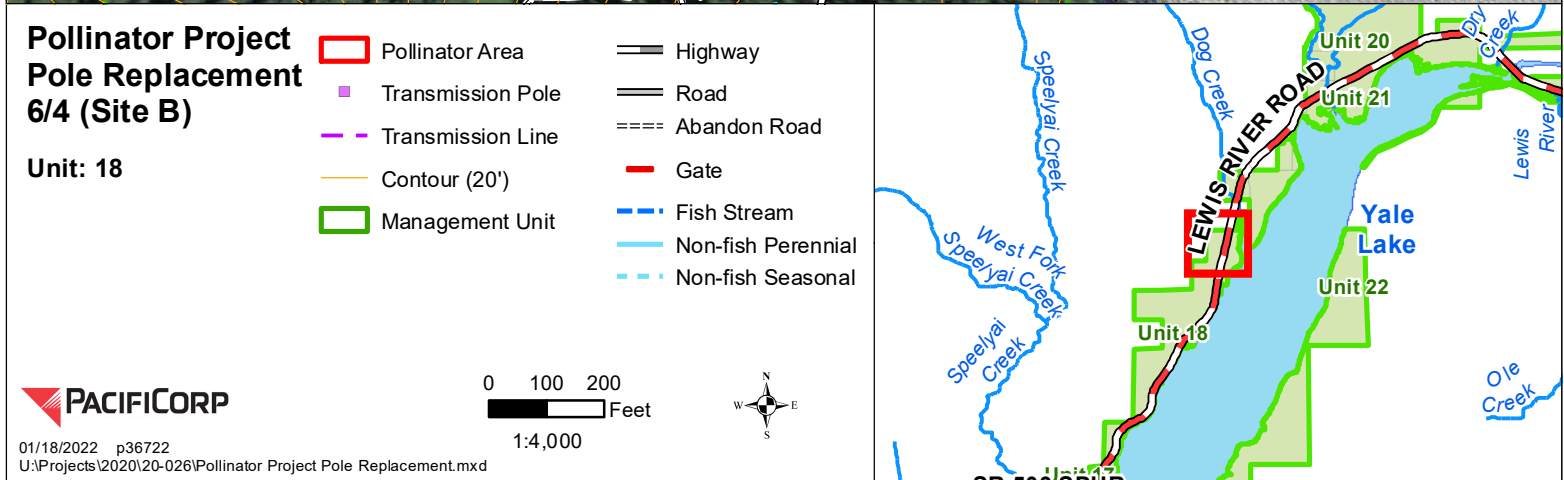 Pollinator Project
Pole Replacement
6/4 (Site B)
Unit: 18
Pollinator Area
Transmission Pole
Transmission Line
Contour (20')
Management Unit
Highway
Road
Abandon Road
Gate
Fish Stream
Non-fish Perennial
Non-fish Seasonal
PACIFICORP
01/18/2022 p36722
U:\Projects\2020\20-026\Pollinator Project Pole Replacement.mxd
0 100 200
Feet
1:4,000
N
W E
S
Speelyai Creek
Dog Creek
Unit 20
Dry
Creek
Unit 21
LEWIS RIVER ROAD
Lewis
River
Yale
Lake
West Fork
Speelyai Creek
Unit 22
Unit 18
Speelyai
Creek
Ole
Creek
Unit 17